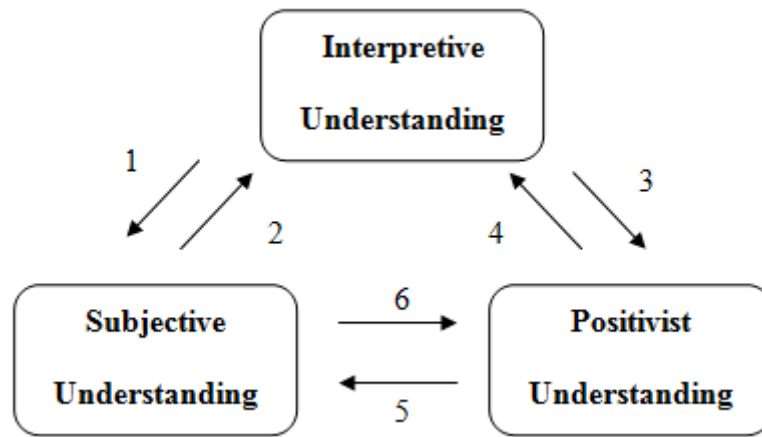 Interpretive
Understanding
1
3
2
4
Subjective
Understanding
6
5
Positivist
Understanding